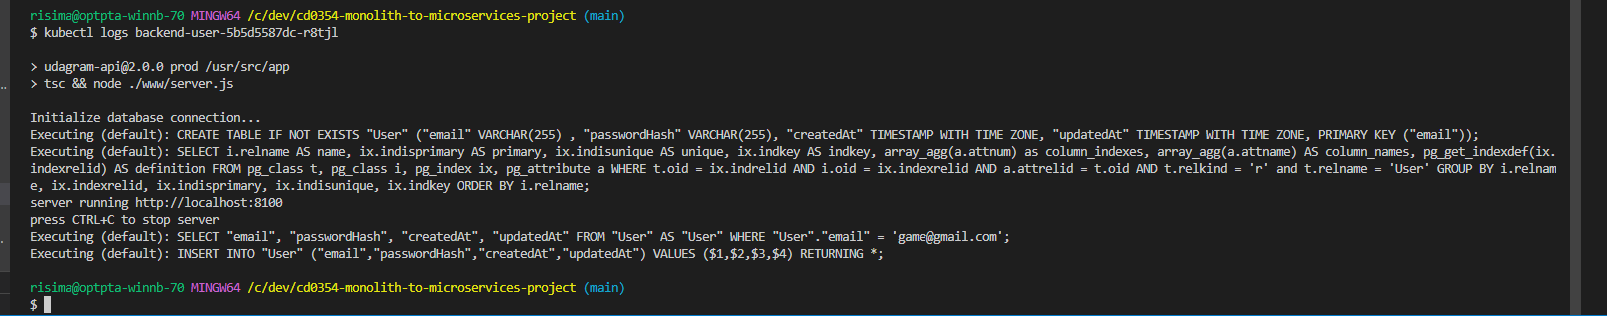 risima@optpta-winnb-70 MINGW64 /c/dev/cd0354-monolith-to-microservices-project (main)
$ kubectl logs backend-user-5b5d5587dc-r8tjl
> udagram-api@2.0.0 prod /usr/src/app
> tsc && node ./www/server.js
Initialize database connection...
Executing (default): CREATE TABLE IF NOT EXISTS "User" ("email" VARCHAR(255) , "passwordHash" VARCHAR(255), "createdAt" TIMESTAMP WITH TIME ZONE, "updatedAt" TIMESTAMP WITH TIME ZONE, PRIMARY KEY ("email"));
Executing (default): SELECT i.relname AS name, ix.indisprimary AS primary, ix.indisunique AS unique, ix.indkey AS indkey, array_agg(a.attnum) as column_indexes, array_agg(a.attname) AS column_names, pg_get_indexdef(ix.
indexrelid) AS definition FROM pg_class t, pg_class i, pg_index ix, pg_attribute a WHERE t.oid = ix.indrelid AND i.oid = ix.indexrelid AND a.attrelid = t.oid AND t.relkind = 'r' and t.relname = 'User' GROUP BY i.relnam
e, ix.indexrelid, ix.indisprimary, ix.indisunique, ix.indkey ORDER BY i.relname;
server running http://localhost:8100
press CTRL+C to stop server
Executing (default): SELECT "email", "passwordHash", "createdAt", "updatedAt" FROM "User" AS "User" WHERE "User"."email" = 'game@gmail.com';
Executing (default): INSERT INTO "User" ("email","passwordHash","createdAt","updatedAt") VALUES ($1,$2,$3,$4) RETURNING *;
risima@optpta-winnb-70 MINGW64 /c/dev/cd0354-monolith-to-microservices-project (main)
$